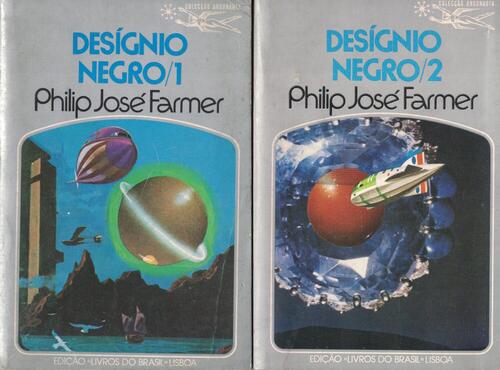 COLECÇÃO ARGONAUTA
DESÍGNIO
NEGRO/1
Philip José Farmer
EDIÇÃO «LIVROS DO BRASIL» LISBOA
COLECÇÃO ARGONAUTA
DESÍGNIO
NEGRO/2
Philip José Farmer
EDIÇÃO «LIVROS DO BRASIL» LISBOA